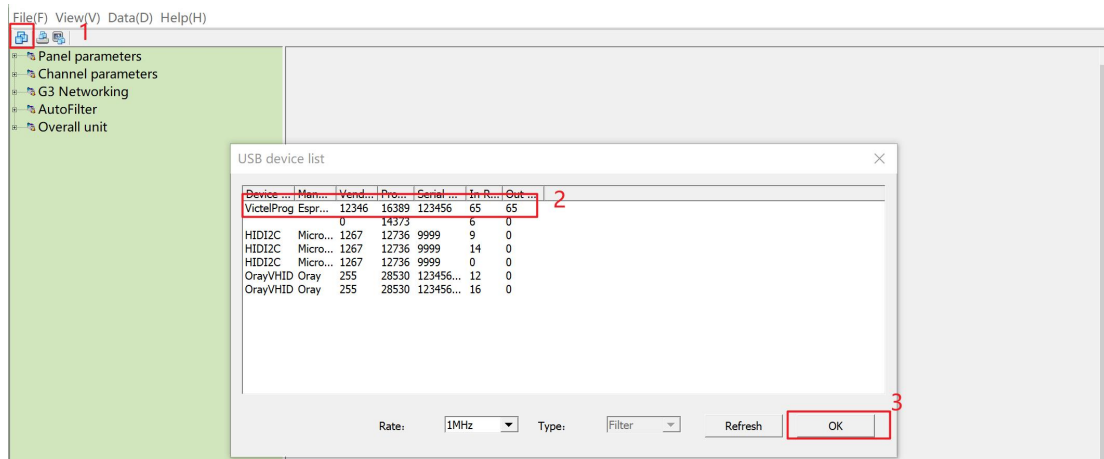 File(F) View(V) Data(D) Help(H)
1
Panel parameters
Channel parameters
G3 Networking
AutoFilter
Overall unit
USB device list
Device ... Man... Vend... Pro... Serial ... In R... Out ...
2
VictelProg Espr... 12346 16389 123456 65 65
0 14373 6 0
HIDI2C Micro... 1267 12736 9999 9 0
HIDI2C Micro... 1267 12736 9999 14 0
HIDI2C Micro... 1267 12736 9999 0 0
OrayVHID Oray 255 28530 123456... 12 0
OrayVHID Oray 255 28530 123456... 16 0
3
Rate: 1MHz Type: Filter Refresh OK